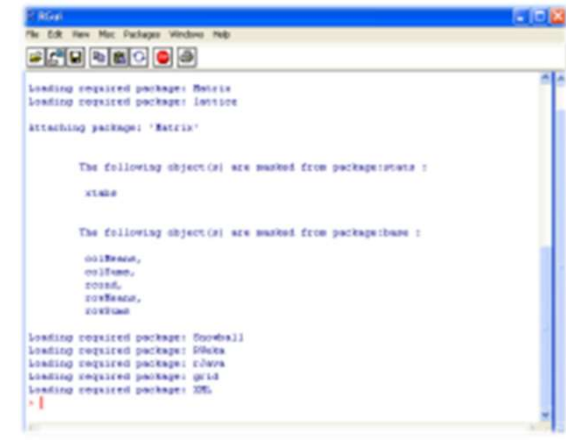 RGui
File Edit View Misc Packages Windows Help
Loading required package: Matrix
Loading required package: lattice
Attaching package: 'Matrix'
The following object(s) are masked from package:stats :
xtabs
The following object(s) are masked from package:base :
colMeans,
colSums,
rcond,
rowMeans,
rowSums
Loading required package: Snowball
Loading required package: RWeka
Loading required package: rJava
Loading required package: grid
Loading required package: XML
>